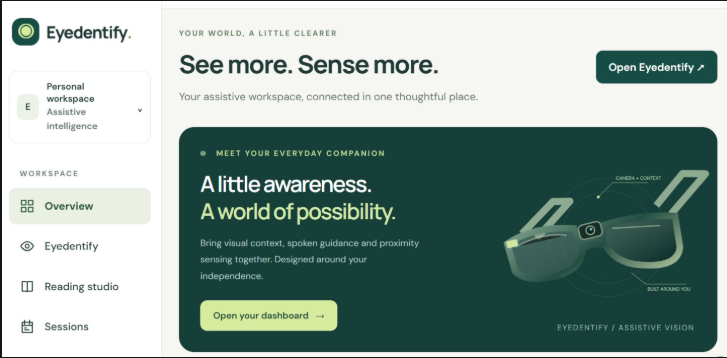 Eyedentify.
Personal
workspace
Assistive
intelligence
E
WORKSPACE
Overview
Eyedentify
Reading studio
Sessions
YOUR WORLD, A LITTLE CLEARER
See more. Sense more.
Your assistive workspace, connected in one thoughtful place.
Open Eyedentify ↗
MEET YOUR EVERYDAY COMPANION
A little awareness.
A world of possibility.
Bring visual context, spoken guidance and proximity
sensing together. Designed around your
independence.
Open your dashboard →
CAMERA + CONTEXT
BUILT AROUND YOU
EYEDENTIFY / ASSISTIVE VISION